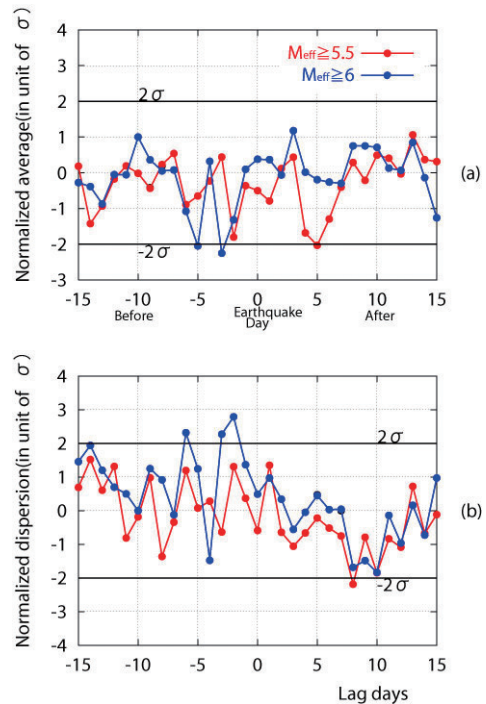 Normalized average(in unit of σ)
4
3
2
1
0
-1
-2
-3
M eff ≧ 5.5
M eff ≧ 6
2σ
-2σ
(a)
-15 -10 -5 0 5 10 15
Before Earthquake Day After
Normalized dispersion(in unit of σ)
4
3
2
1
0
-1
-2
-3
-4
2σ
-2σ
(b)
-15 -10 -5 0 5 10 15
Lag days